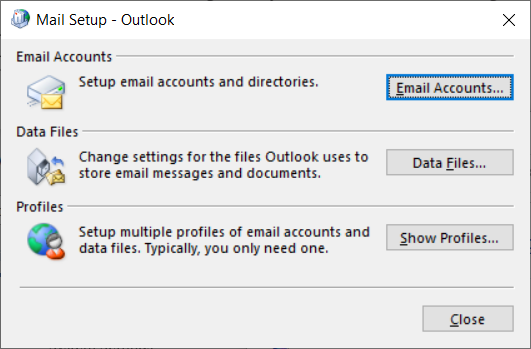 Mail Setup - Outlook
Email Accounts
Setup email accounts and directories.
Email Accounts...
Data Files
Change settings for the files Outlook uses to
store email messages and documents.
Data Files...
Profiles
Setup multiple profiles of email accounts and
data files. Typically, you only need one.
Show Profiles...
Close